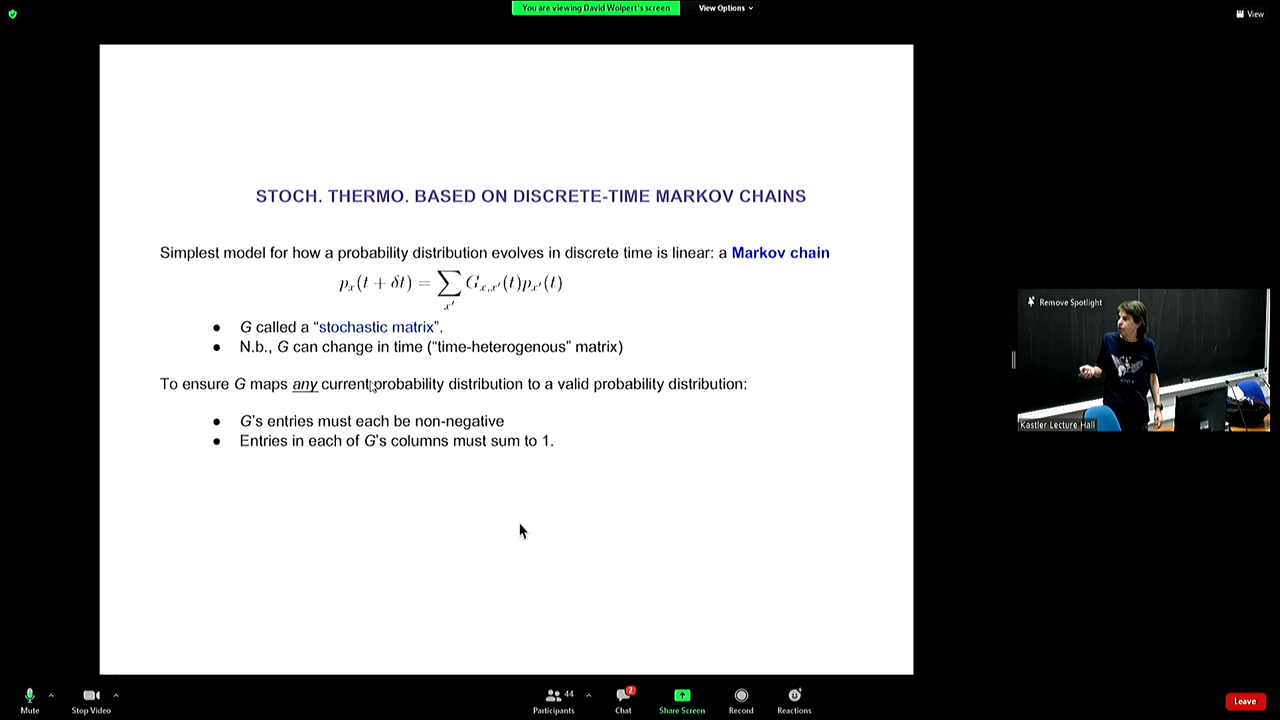 You are viewing David Wolpert's screen
View Options
View
STOCH. THERMO. BASED ON DISCRETE-TIME MARKOV CHAINS
Simplest model for how a probability distribution evolves in discrete time is linear: a Markov chain
pₓ(t + δt) = ∑ₓ′ Gₓ,ₓ′(t)pₓ′(t)
● G called a “stochastic matrix”.
● N.b., G can change in time (“time-heterogenous” matrix)
To ensure G maps any current probability distribution to a valid probability distribution:
● G's entries must each be non-negative
● Entries in each of G's columns must sum to 1.
Remove Spotlight
Kastler Lecture Hall
Mute
Stop Video
44
Participants
2
Chat
Share Screen
Record
Reactions
Leave